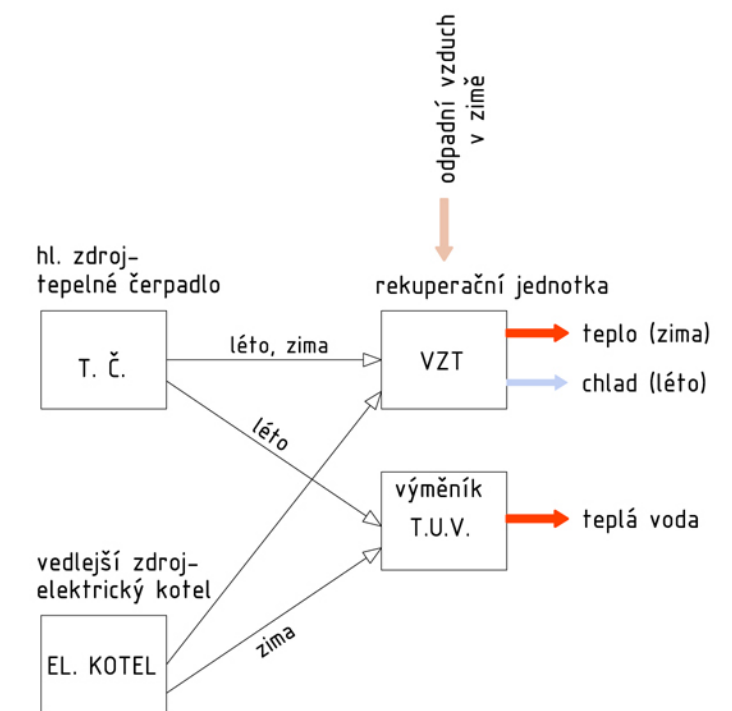 odpadní vzduch
v zimě
hl. zdroj-
tepelné čerpadlo
rekuperační jednotka
T. Č.
léto, zima
VZT
teplo (zima)
chlad (léto)
léto
výměník
T.U.V.
teplá voda
vedlejší zdroj-
elektrický kotel
zima
EL. KOTEL